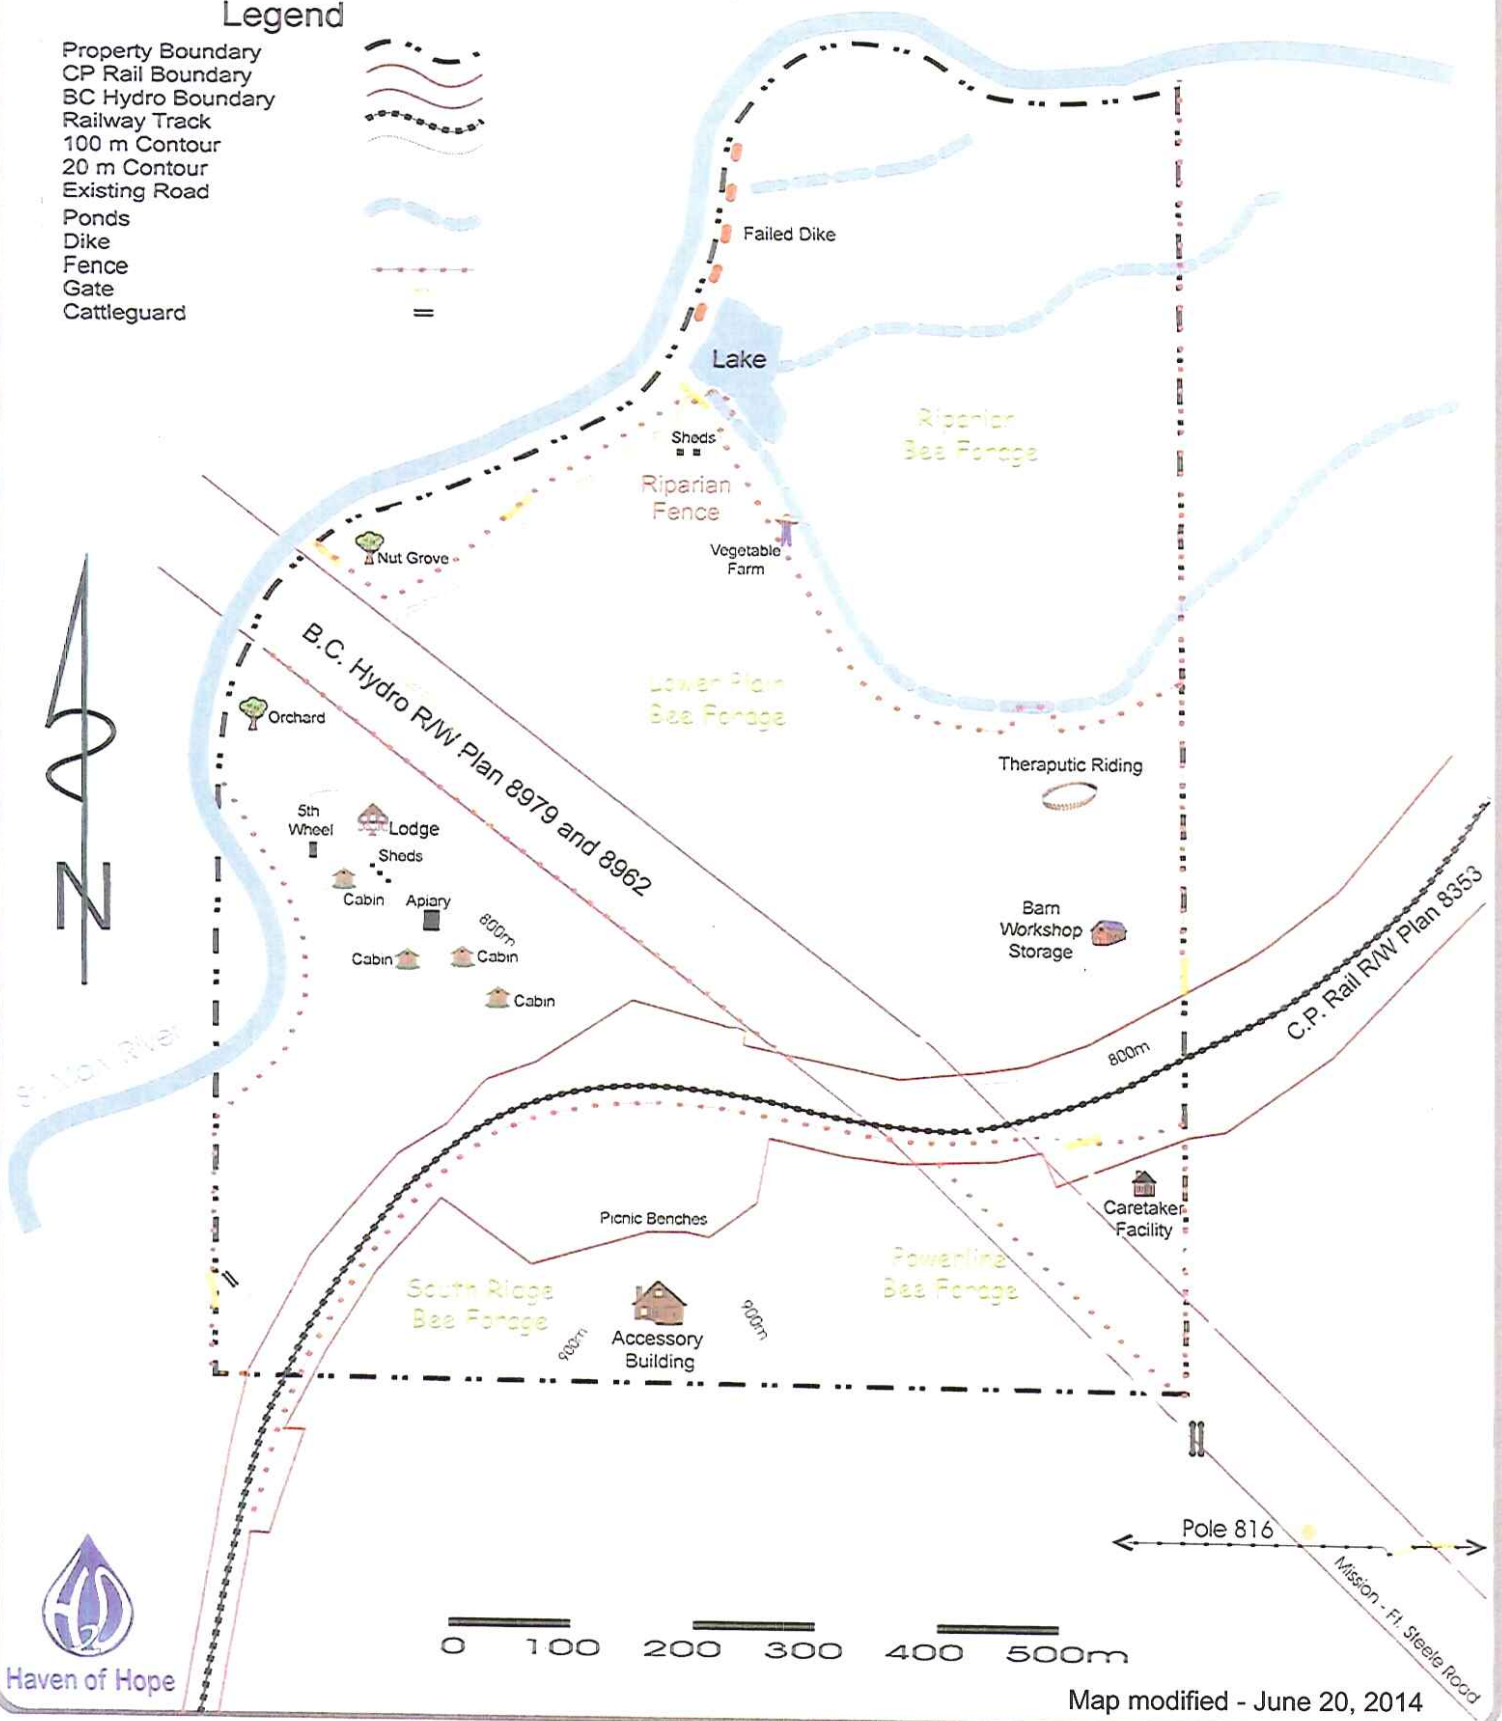 Legend
Property Boundary
CP Rail Boundary
BC Hydro Boundary
Railway Track
100 m Contour
20 m Contour
Existing Road
Ponds
Dike
Fence
Gate
Cattleguard
Failed Dike
Lake
Riparian
Bee Forage
Sheds
Riparian
Fence
Nut Grove
Vegetable
Farm
B.C. Hydro R/W Plan 8979 and 8962
Lower Plain
Bee Forage
Orchard
Theraputic Riding
5th
Wheel
Lodge
Sheds
Cabin
Apiary
800m
Cabin
Cabin
Cabin
Barn
Workshop
Storage
C.P. Rail R/W Plan 8353
N
River
800m
Caretaker
Facility
Picnic Benches
Powerline
Bee Forage
South Ridge
Bee Forage
900m
900m
Accessory
Building
Pole 816
Mission - Ft. Steele Road
H2O
Haven of Hope
0 100 200 300 400 500m
Map modified - June 20, 2014